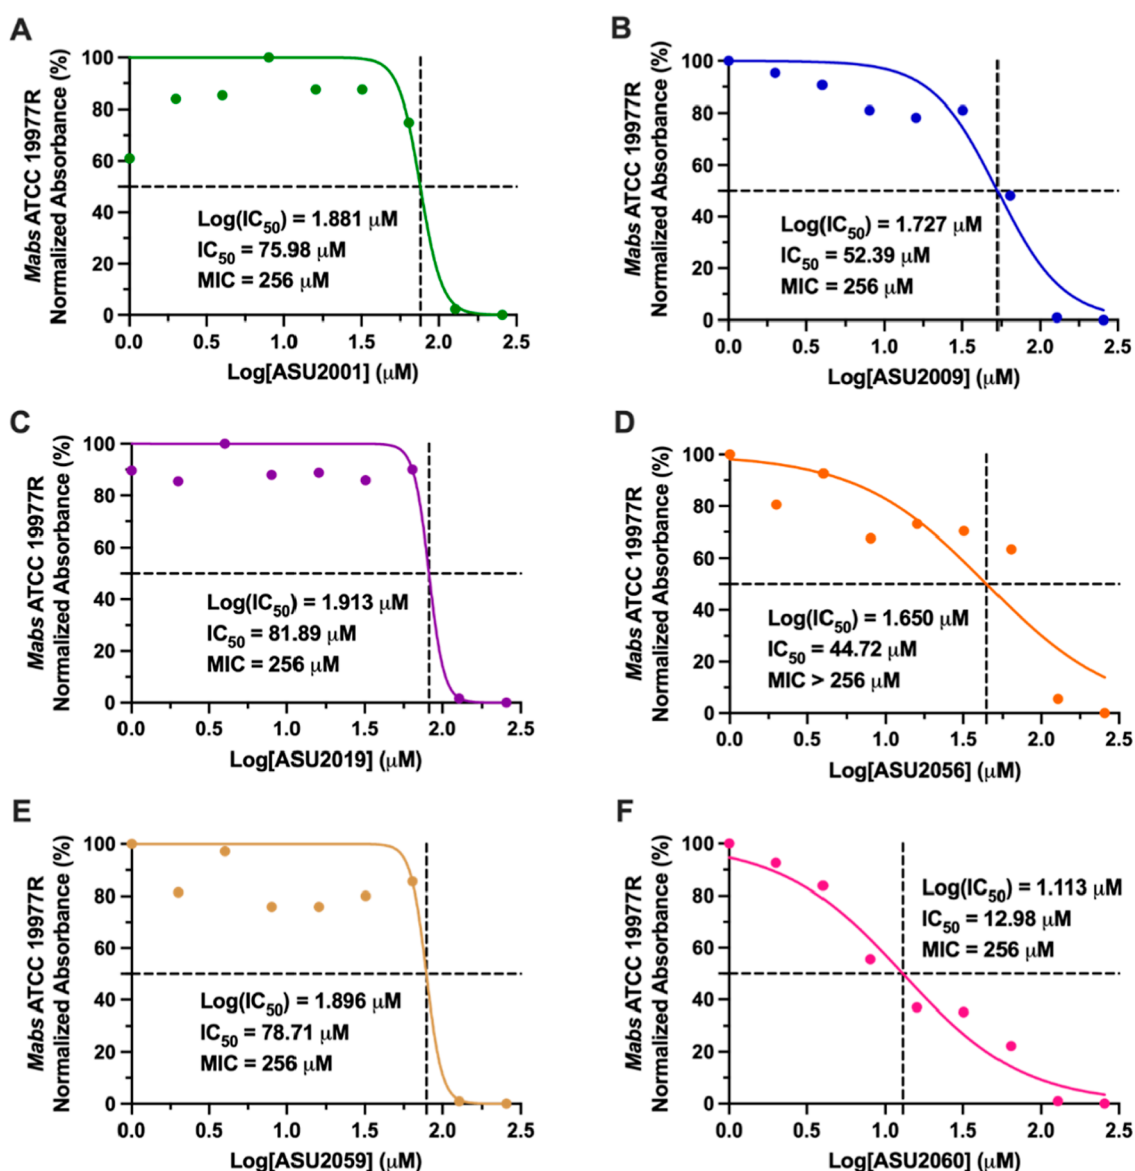 A
Mabs ATCC 19977R
Normalized Absorbance (%)
100
80
60
40
20
0
Log(IC50) = 1.881 μM
IC50 = 75.98 μM
MIC = 256 μM
0.0 0.5 1.0 1.5 2.0 2.5
Log[ASU2001] (μM)
B
Mabs ATCC 19977R
Normalized Absorbance (%)
100
80
60
40
20
0
Log(IC50) = 1.727 μM
IC50 = 52.39 μM
MIC = 256 μM
0.0 0.5 1.0 1.5 2.0 2.5
Log[ASU2009] (μM)
C
Mabs ATCC 19977R
Normalized Absorbance (%)
100
80
60
40
20
0
Log(IC50) = 1.913 μM
IC50 = 81.89 μM
MIC = 256 μM
0.0 0.5 1.0 1.5 2.0 2.5
Log[ASU2019] (μM)
D
Mabs ATCC 19977R
Normalized Absorbance (%)
100
80
60
40
20
0
Log(IC50) = 1.650 μM
IC50 = 44.72 μM
MIC > 256 μM
0.0 0.5 1.0 1.5 2.0 2.5
Log[ASU2056] (μM)
E
Mabs ATCC 19977R
Normalized Absorbance (%)
100
80
60
40
20
0
Log(IC50) = 1.896 μM
IC50 = 78.71 μM
MIC = 256 μM
0.0 0.5 1.0 1.5 2.0 2.5
Log[ASU2059] (μM)
F
Mabs ATCC 19977R
Normalized Absorbance (%)
100
80
60
40
20
0
Log(IC50) = 1.113 μM
IC50 = 12.98 μM
MIC = 256 μM
0.0 0.5 1.0 1.5 2.0 2.5
Log[ASU2060] (μM)